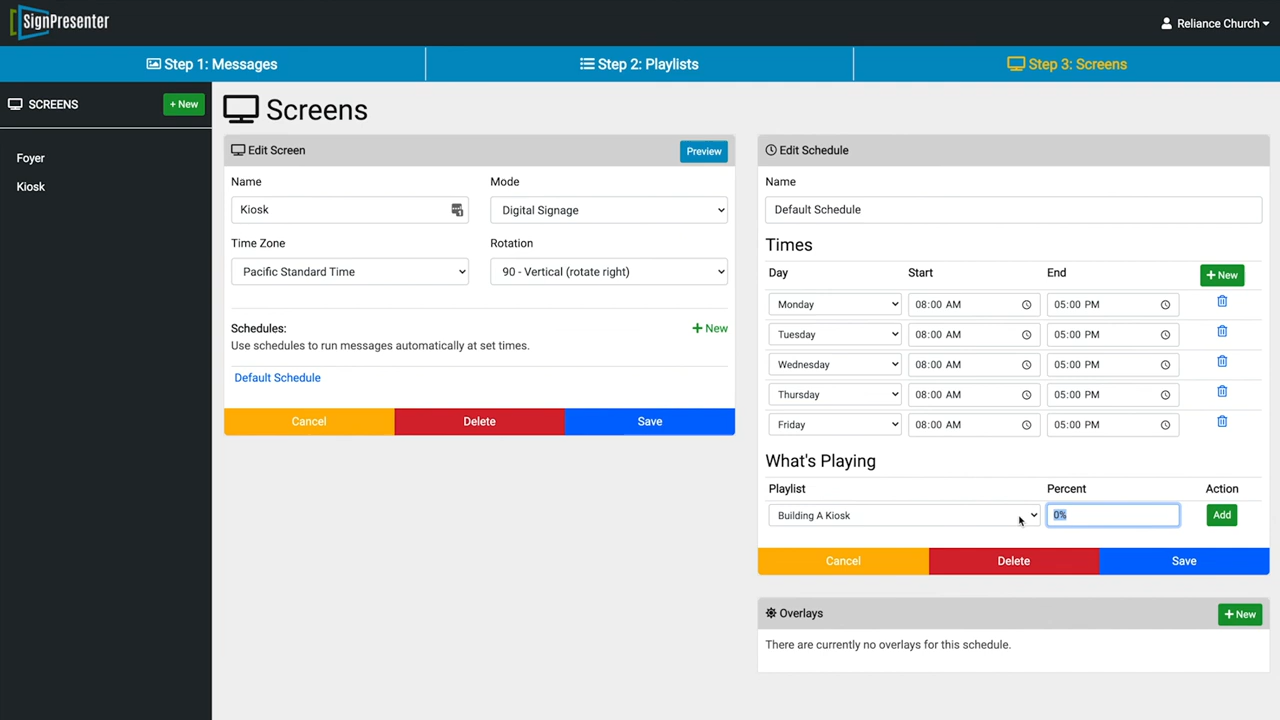 SignPresenter
Reliance Church
Step 1: Messages
Step 2: Playlists
Step 3: Screens
SCREENS
+ New
Foyer
Kiosk
Screens
Edit Screen
Preview
Name
Mode
Kiosk
Digital Signage
Time Zone
Rotation
Pacific Standard Time
90 - Vertical (rotate right)
Schedules:
+ New
Use schedules to run messages automatically at set times.
Default Schedule
Cancel
Delete
Save
Edit Schedule
Name
Default Schedule
Times
Day
Start
End
+ New
Monday
08:00 AM
05:00 PM
Tuesday
08:00 AM
05:00 PM
Wednesday
08:00 AM
05:00 PM
Thursday
08:00 AM
05:00 PM
Friday
08:00 AM
05:00 PM
What's Playing
Playlist
Percent
Action
Building A Kiosk
0%
Add
Cancel
Delete
Save
Overlays
+ New
There are currently no overlays for this schedule.